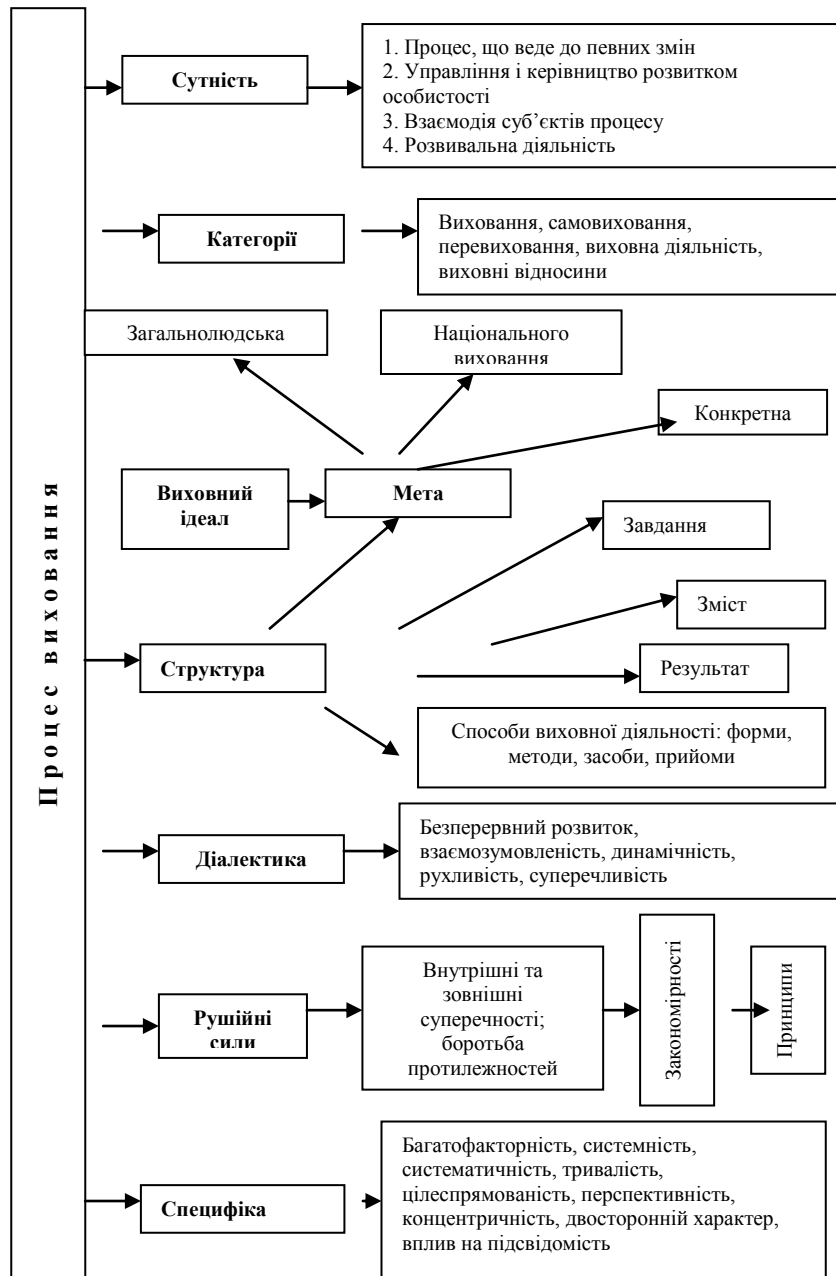 Процес виховання
Сутність
1. Процес, що веде до певних змін
2. Управління і керівництво розвитком
особистості
3. Взаємодія суб’єктів процесу
4. Розвивальна діяльність
Категорії
Виховання, самовиховання,
перевиховання, виховна діяльність,
виховні відносини
Загальнолюдська
Національного
виховання
Конкретна
Виховний
ідеал
Мета
Завдання
Зміст
Структура
Результат
Способи виховної діяльності: форми,
методи, засоби, прийоми
Діалектика
Безперервний розвиток,
взаємозумовленість, динамічність,
рухливість, суперечливість
Рушійні
сили
Внутрішні та
зовнішні
суперечності;
боротьба
протилежностей
Закономірності
Принципи
Специфіка
Багатофакторність, системність,
систематичність, тривалість,
цілеспрямованість, перспективність,
концентричність, двосторонній характер,
вплив на підсвідомість